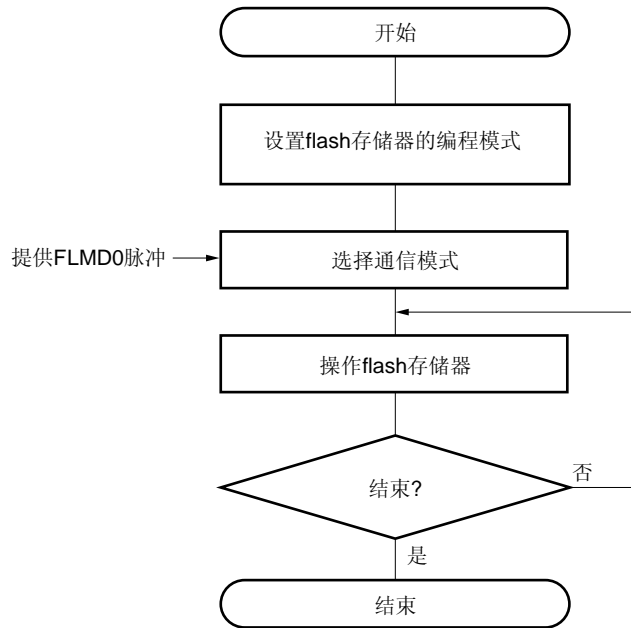 开始
设置flash存储器的编程模式
提供FLMD0脉冲
选择通信模式
操作flash存储器
结束?
否
是
结束